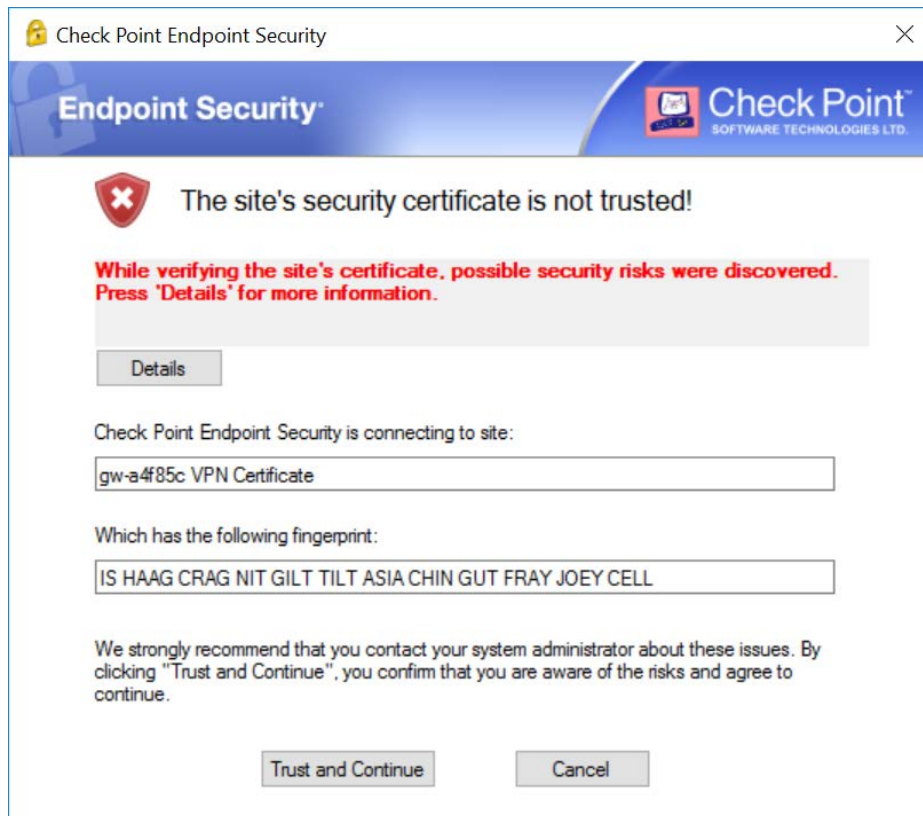 Check Point Endpoint Security
Endpoint Security·
Check Point™
SOFTWARE TECHNOLOGIES LTD.
The site's security certificate is not trusted!
While verifying the site's certificate, possible security risks were discovered.
Press 'Details' for more information.
Details
Check Point Endpoint Security is connecting to site:
gw-a4f85c VPN Certificate
Which has the following fingerprint:
IS HAAG CRAG NIT GILT TILT ASIA CHIN GUT FRAY JOEY CELL
We strongly recommend that you contact your system administrator about these issues. By
clicking "Trust and Continue", you confirm that you are aware of the risks and agree to
continue.
Trust and Continue
Cancel